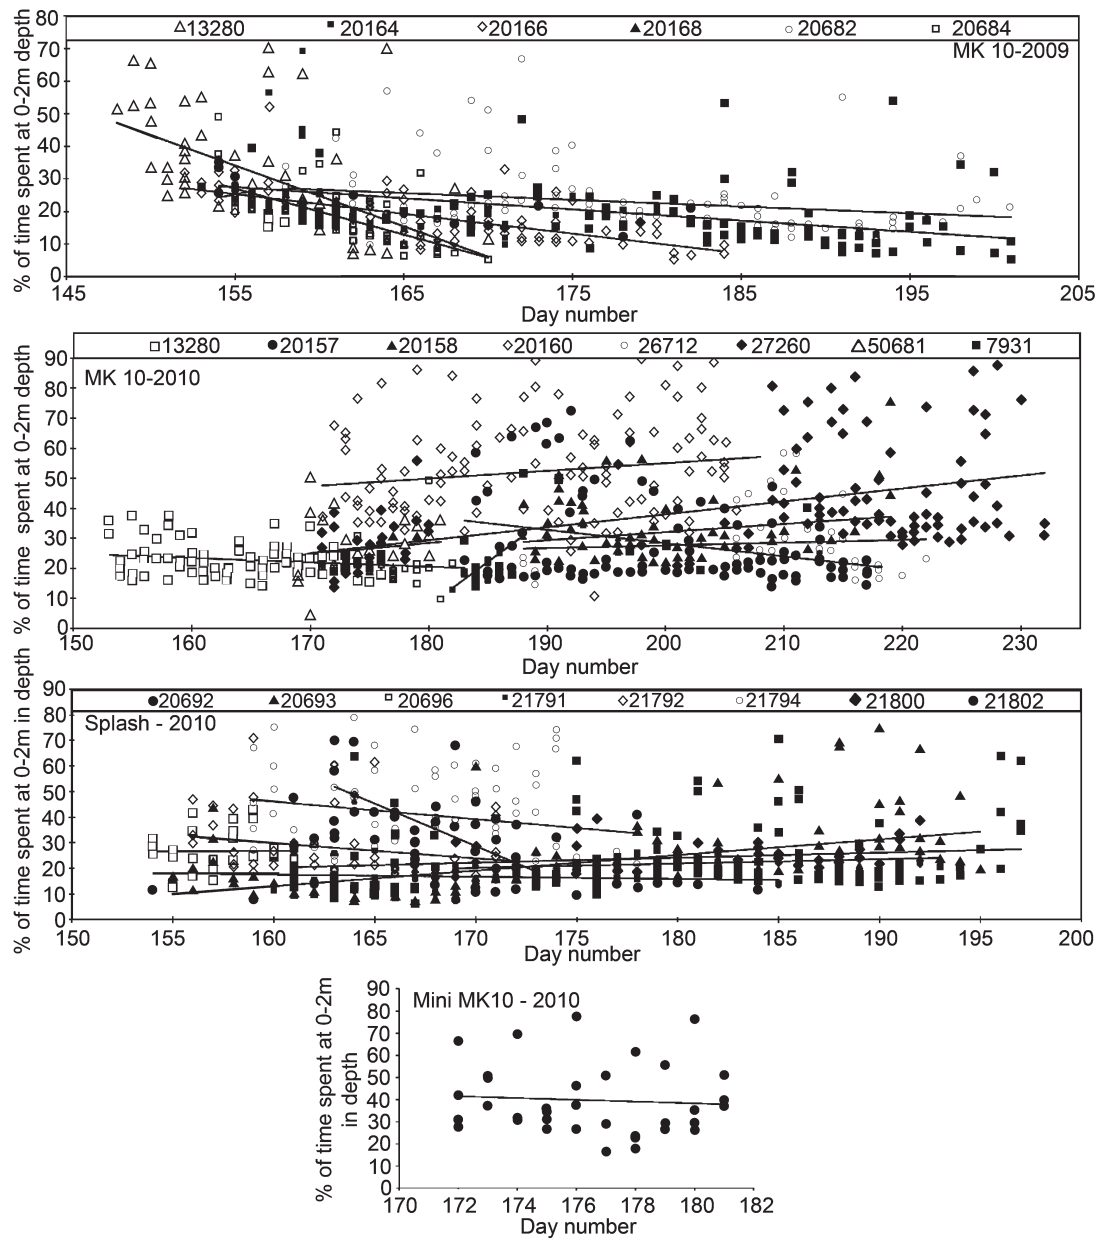 13280 20164 20166 20168 20682 20684
MK 10-2009
% of time spent at 0-2m depth
80
70
60
50
40
30
20
10
0
145 155 165 175 185 195 205
Day number
13280 20157 20158 20160 26712 27260 50681 7931
MK 10-2010
% of time spent at 0-2m depth
90
80
70
60
50
40
30
20
10
0
150 160 170 180 190 200 210 220 230
Day number
20692 20693 20696 21791 21792 21794 21800 21802
Splash - 2010
% of time spent at 0-2m in depth
90
80
70
60
50
40
30
20
10
0
150 155 160 165 170 175 180 185 190 195 200
Day number
Mini MK10 - 2010
% of time spent at 0-2m
in depth
90
80
70
60
50
40
30
20
10
0
170 172 174 176 178 180 182
Day number